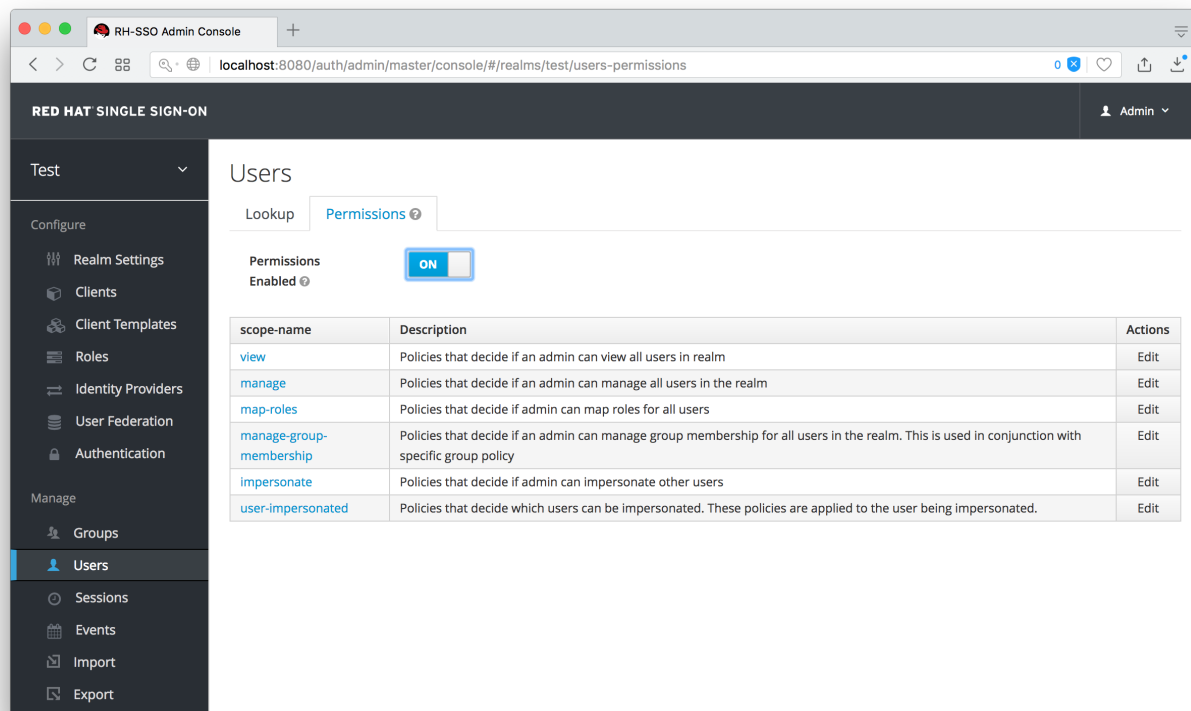 RH-SSO Admin Console
localhost:8080/auth/admin/master/console/#/realms/test/users-permissions
0
RED HAT SINGLE SIGN-ON
Admin
Test
Configure
Realm Settings
Clients
Client Templates
Roles
Identity Providers
User Federation
Authentication
Manage
Groups
Users
Sessions
Events
Import
Export
Users
Lookup
Permissions ?
Permissions
Enabled ?
ON
scope-name Description Actions
view Policies that decide if an admin can view all users in realm Edit
manage Policies that decide if an admin can manage all users in the realm Edit
map-roles Policies that decide if admin can map roles for all users Edit
manage-group- Policies that decide if an admin can manage group membership for all users in the realm. This is used in conjunction with Edit
membership specific group policy
impersonate Policies that decide if admin can impersonate other users Edit
user-impersonated Policies that decide which users can be impersonated. These policies are applied to the user being impersonated. Edit